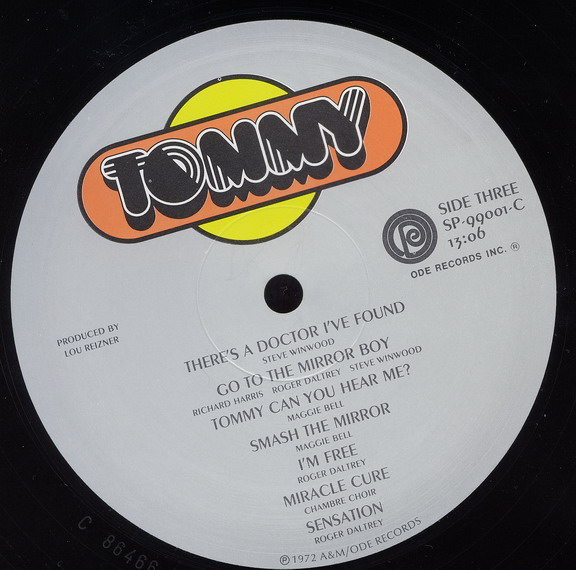 TOMMY
SIDE THREE
SP-99001-C
13:06
ODE RECORDS INC. ®
PRODUCED BY
LOU REIZNER
THERE'S A DOCTOR I'VE FOUND
STEVE WINWOOD
GO TO THE MIRROR BOY
RICHARD HARRIS ROGER DALTREY STEVE WINWOOD
TOMMY CAN YOU HEAR ME?
MAGGIE BELL
SMASH THE MIRROR
MAGGIE BELL
I'M FREE
ROGER DALTREY
MIRACLE CURE
CHAMBRE CHOIR
SENSATION
ROGER DALTREY
℗ 1972 A&M/ODE RECORDS
C 86466